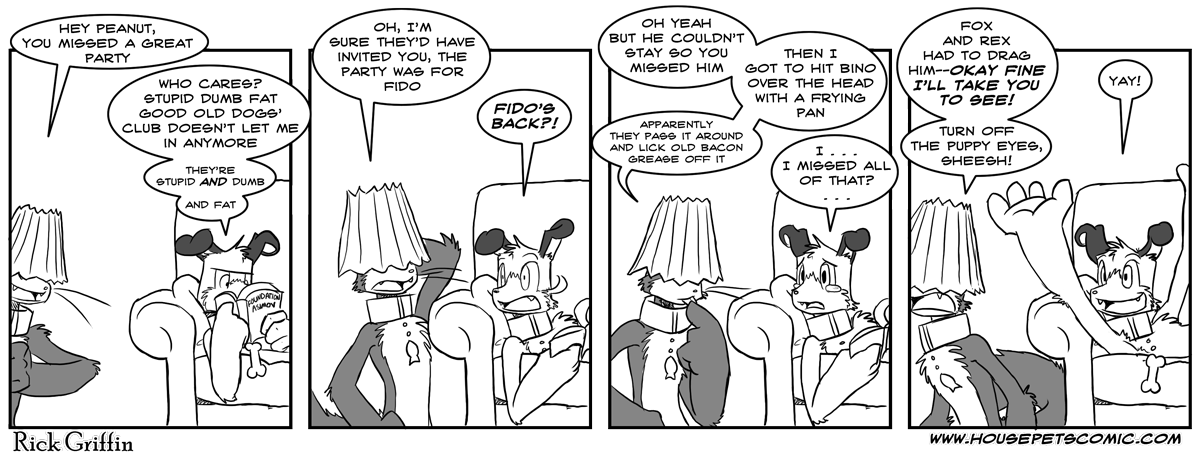 HEY PEANUT,
YOU MISSED A GREAT
PARTY
WHO CARES?
STUPID DUMB FAT
GOOD OLD DOGS'
CLUB DOESN'T LET ME
IN ANYMORE
THEY'RE
STUPID AND DUMB
AND FAT
FOUNDATION
ASIMOV
OH, I'M
SURE THEY'D HAVE
INVITED YOU, THE
PARTY WAS FOR
FIDO
FIDO'S
BACK?!
OH YEAH
BUT HE COULDN'T
STAY SO YOU
MISSED HIM
THEN I
GOT TO HIT BINO
OVER THE HEAD
WITH A FRYING
PAN
APPARENTLY
THEY PASS IT AROUND
AND LICK OLD BACON
GREASE OFF IT
I . . .
I MISSED ALL
OF THAT?
. . .
FOX
AND REX
HAD TO DRAG
HIM--OKAY FINE
I'LL TAKE YOU
TO SEE!
TURN OFF
THE PUPPY EYES,
SHEESH!
YAY!
Rick Griffin
WWW.HOUSEPETSCOMIC.COM